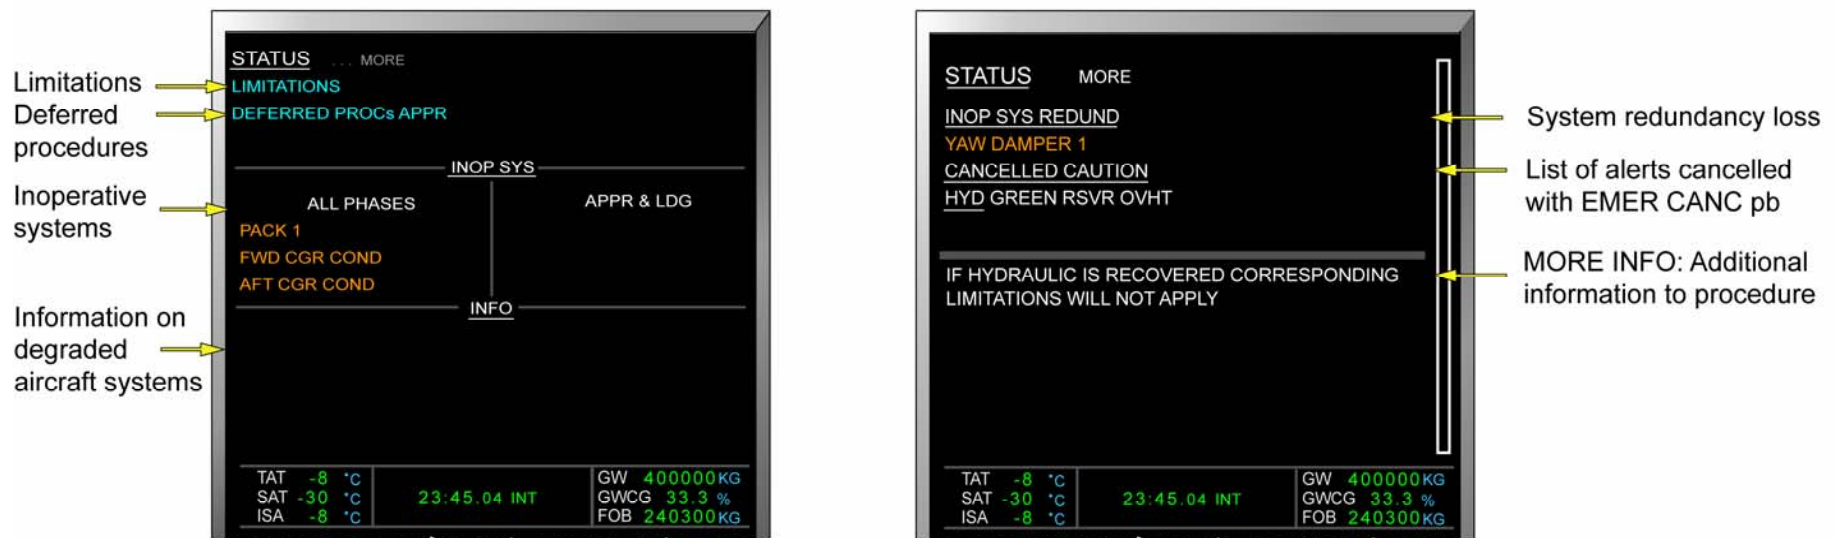 Limitations
Deferred
procedures
Inoperative
systems
Information on
degraded
aircraft systems
STATUS ... MORE
LIMITATIONS
DEFERRED PROCs APPR
INOP SYS
ALL PHASES APPR & LDG
PACK 1
FWD CGR COND
AFT CGR COND
INFO
TAT -8 °C GW 400000 KG
SAT -30 °C 23:45.04 INT GWCG 33.3 %
ISA -8 °C FOB 240300 KG
STATUS MORE
INOP SYS REDUND
YAW DAMPER 1
CANCELLED CAUTION
HYD GREEN RSVR OVHT
IF HYDRAULIC IS RECOVERED CORRESPONDING
LIMITATIONS WILL NOT APPLY
TAT -8 °C GW 400000 KG
SAT -30 °C 23:45.04 INT GWCG 33.3 %
ISA -8 °C FOB 240300 KG
System redundancy loss
List of alerts cancelled
with EMER CANC pb
MORE INFO: Additional
information to procedure